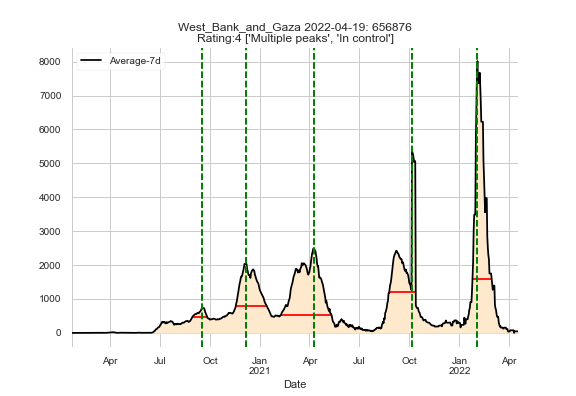 West_Bank_and_Gaza 2022-04-19: 656876
Rating:4 ['Multiple peaks', 'In control']
Average-7d
8000
7000
6000
5000
4000
3000
2000
1000
0
Apr Jul Oct Jan Apr Jul Oct Jan Apr
2021 2022
Date